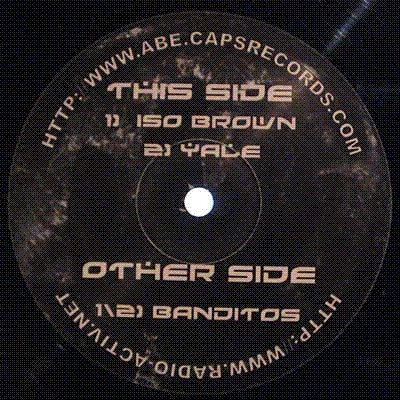 HTTP://WWW.ABE.CAPSRECORDS.COM
THIS SIDE
1) ISO BROWN
2) YALE
OTHER SIDE
1\2) BANDITOS
HTTP://WWW.RADIO-ACTIV.NET